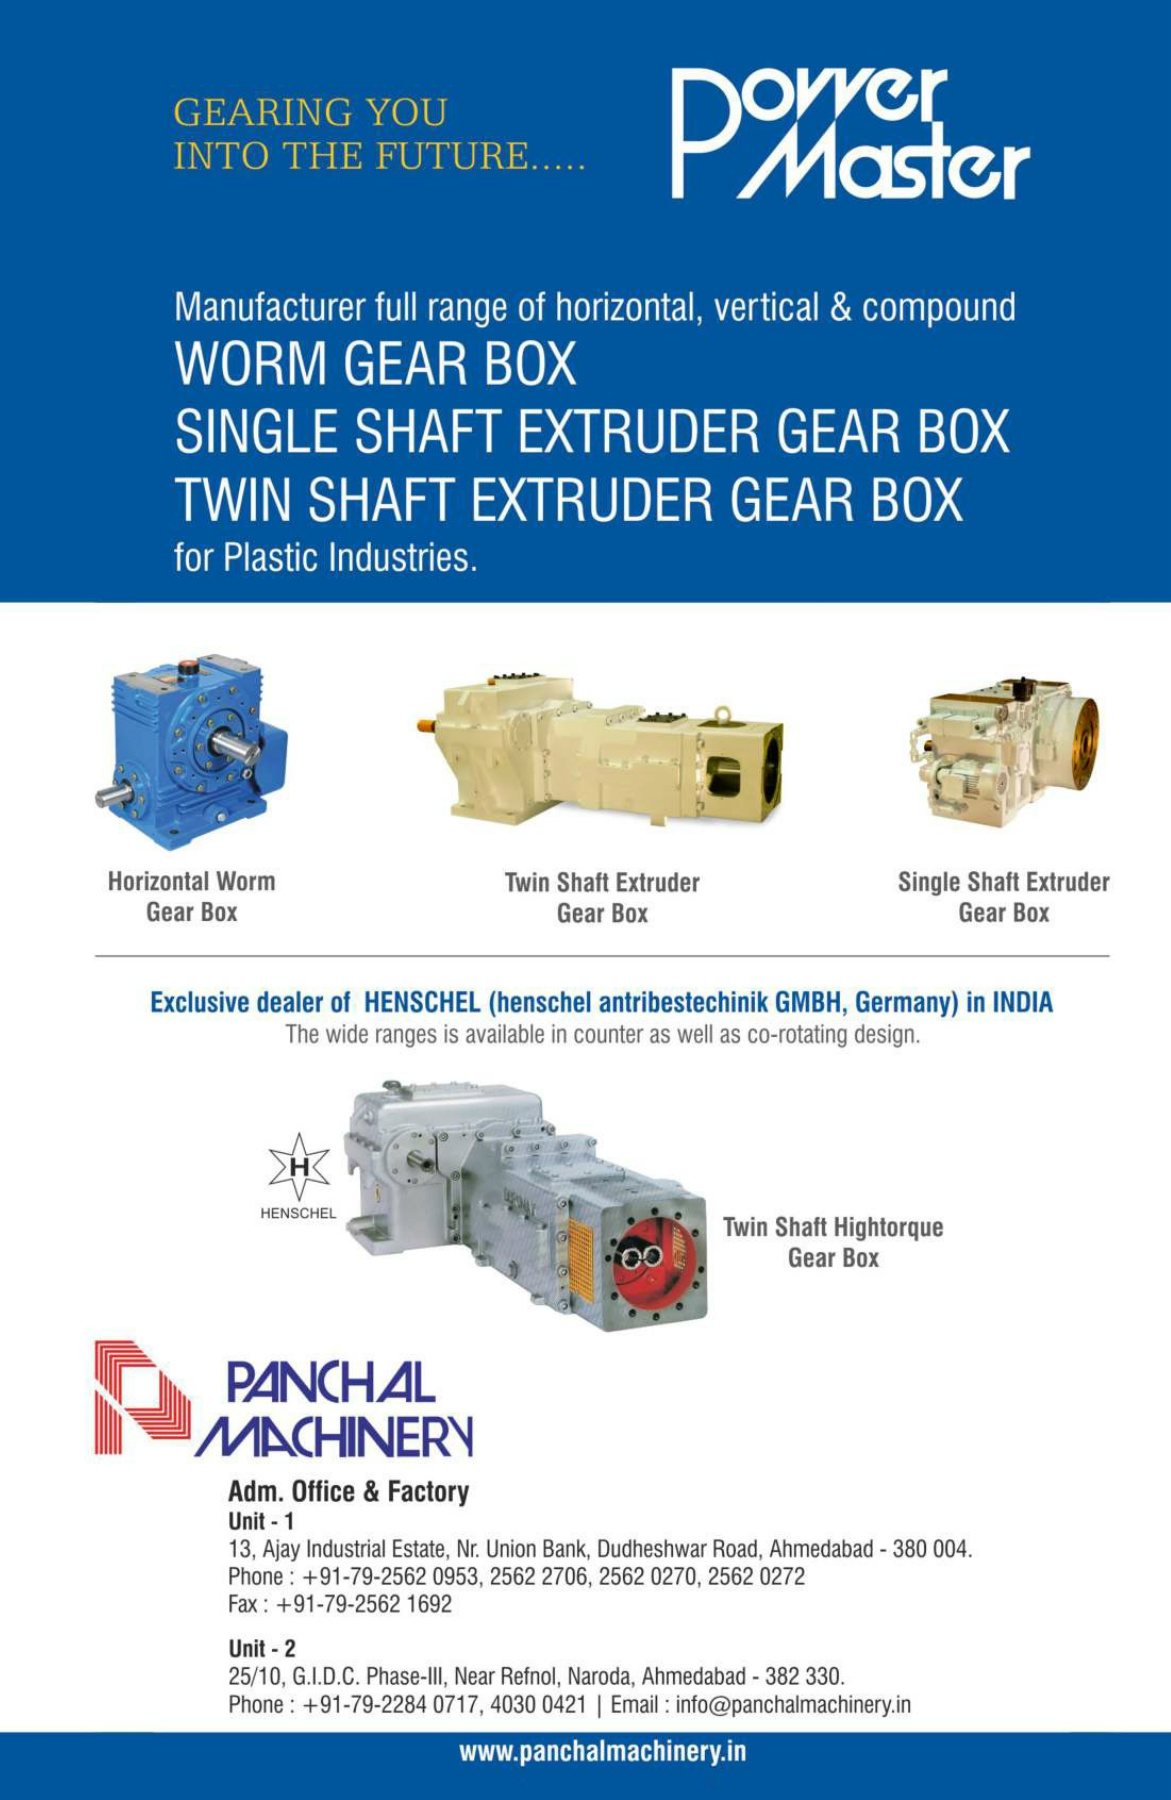 GEARING YOU
INTO THE FUTURE.....
Power
Master
Manufacturer full range of horizontal, vertical & compound
WORM GEAR BOX
SINGLE SHAFT EXTRUDER GEAR BOX
TWIN SHAFT EXTRUDER GEAR BOX
for Plastic Industries.
Horizontal Worm
Gear Box
Twin Shaft Extruder
Gear Box
Single Shaft Extruder
Gear Box
Exclusive dealer of HENSCHEL (henschel antribestechinik GMBH, Germany) in INDIA
The wide ranges is available in counter as well as co-rotating design.
H
HENSCHEL
Twin Shaft Hightorque
Gear Box
PANCHAL
MACHINERY
Adm. Office & Factory
Unit - 1
13, Ajay Industrial Estate, Nr. Union Bank, Dudheshwar Road, Ahmedabad - 380 004.
Phone : +91-79-2562 0953, 2562 2706, 2562 0270, 2562 0272
Fax : +91-79-2562 1692
Unit - 2
25/10, G.I.D.C. Phase-III, Near Refnol, Naroda, Ahmedabad - 382 330.
Phone : +91-79-2284 0717, 4030 0421 | Email : info@panchalmachinery.in
www.panchalmachinery.in